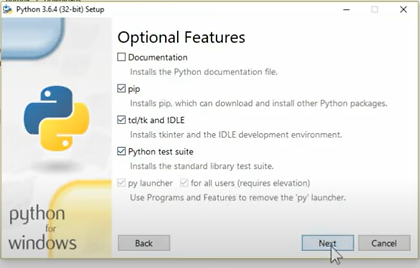 Python 3.6.4 (32-bit) Setup
Optional Features
Documentation
Installs the Python documentation file.
pip
Installs pip, which can download and install other Python packages.
tcl/tk and IDLE
Installs tkinter and the IDLE development environment.
Python test suite
Installs the standard library test suite.
py launcher for all users (requires elevation)
Use Programs and Features to remove the 'py' launcher.
python
for
windows
Back Next Cancel